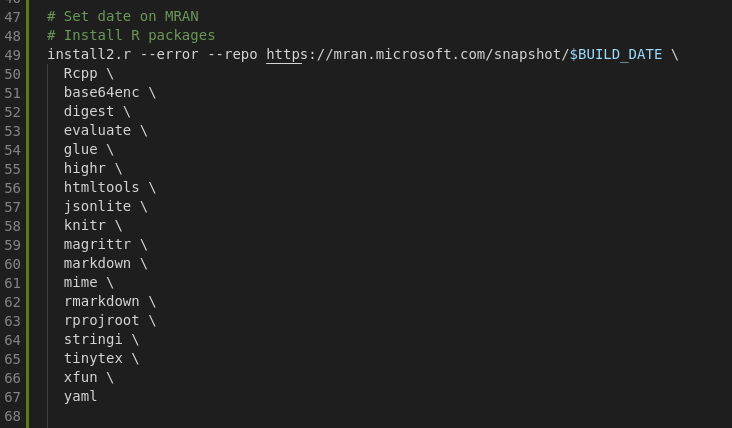 47 # Set date on MRAN
48 # Install R packages
49 install2.r --error --repo https://mran.microsoft.com/snapshot/$BUILD_DATE \
50 Rcpp \
51 base64enc \
52 digest \
53 evaluate \
54 glue \
55 highr \
56 htmltools \
57 jsonlite \
58 knitr \
59 magrittr \
60 markdown \
61 mime \
62 rmarkdown \
63 rprojroot \
64 stringi \
65 tinytex \
66 xfun \
67 yaml
68